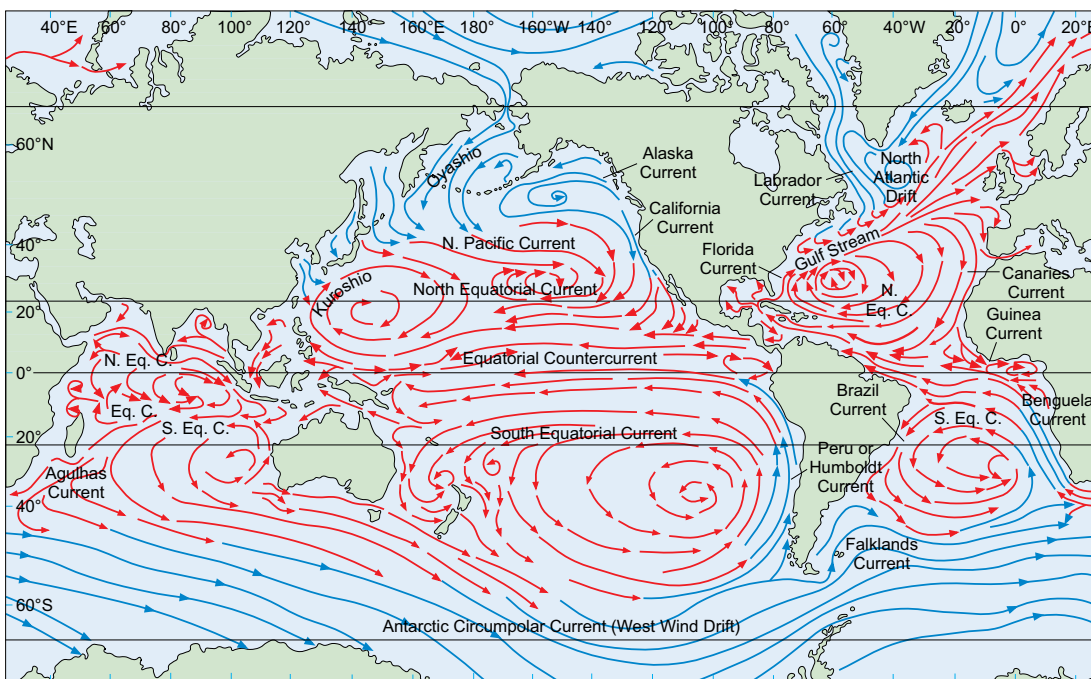 40°E
60°
80°
100°
120°
140°
160°E
180°
160°W
140°
120°
100°
80°
60°
40°W
20°
0°
20°E
60°N
40°
20°
0°
20°
40°
60°S
Oyashio
Alaska
Current
California
Current
Labrador
Current
North
Atlantic
Drift
N. Pacific Current
Kuroshio
North Equatorial Current
Florida
Current
Gulf Stream
N.
Eq. C.
Canaries
Current
Guinea
Current
N. Eq. C.
Equatorial Countercurrent
Eq. C.
S. Eq. C.
South Equatorial Current
Brazil
Current
S. Eq. C.
Benguela
Current
Peru or
Humboldt
Current
Agulhas
Current
Falklands
Current
Antarctic Circumpolar Current (West Wind Drift)